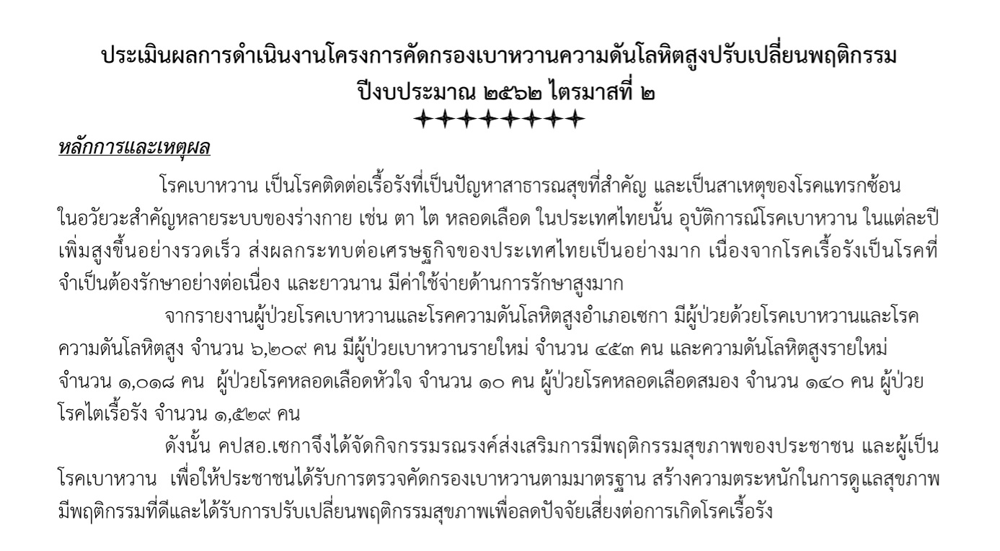 ประเมินผลการดำเนินงานโครงการคัดกรองเบาหวานความดันโลหิตสูงปรับเปลี่ยนพฤติกรรม
ปีงบประมาณ ๒๕๖๒ ไตรมาสที่ ๒
หลักการและเหตุผล
โรคเบาหวาน เป็นโรคติดต่อเรื้อรังที่เป็นปัญหาสาธารณสุขที่สำคัญ และเป็นสาเหตุของโรคแทรกซ้อน
ในอวัยวะสำคัญหลายระบบของร่างกาย เช่น ตา ไต หลอดเลือด ในประเทศไทยนั้น อุบัติการณ์โรคเบาหวาน ในแต่ละปี
เพิ่มสูงขึ้นอย่างรวดเร็ว ส่งผลกระทบต่อเศรษฐกิจของประเทศไทยเป็นอย่างมาก เนื่องจากโรคเรื้อรังเป็นโรคที่
จำเป็นต้องรักษาอย่างต่อเนื่อง และยาวนาน มีค่าใช้จ่ายด้านการรักษาสูงมาก
จากรายงานผู้ป่วยโรคเบาหวานและโรคความดันโลหิตสูงอำเภอเซกา มีผู้ป่วยด้วยโรคเบาหวานและโรค
ความดันโลหิตสูง จำนวน ๖,๒๐๙ คน มีผู้ป่วยเบาหวานรายใหม่ จำนวน ๔๕๓ คน และความดันโลหิตสูงรายใหม่
จำนวน ๑,๐๑๘ คน ผู้ป่วยโรคหลอดเลือดหัวใจ จำนวน ๑๐ คน ผู้ป่วยโรคหลอดเลือดสมอง จำนวน ๑๔๐ คน ผู้ป่วย
โรคไตเรื้อรัง จำนวน ๑,๕๒๙ คน
ดังนั้น คปสอ.เซกาจึงได้จัดกิจกรรมรณรงค์ส่งเสริมการมีพฤติกรรมสุขภาพของประชาชน และผู้เป็น
โรคเบาหวาน เพื่อให้ประชาชนได้รับการตรวจคัดกรองเบาหวานตามมาตรฐาน สร้างความตระหนักในการดูแลสุขภาพ
มีพฤติกรรมที่ดีและได้รับการปรับเปลี่ยนพฤติกรรมสุขภาพเพื่อลดปัจจัยเสี่ยงต่อการเกิดโรคเรื้อรัง